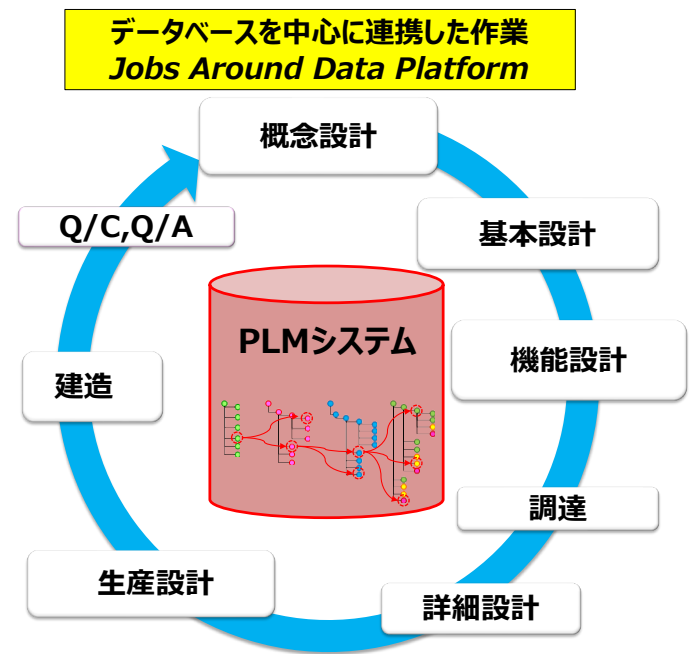 データベースを中心に連携した作業
Jobs Around Data Platform
概念設計
基本設計
機能設計
調達
詳細設計
生産設計
建造
Q/C,Q/A
PLMシステム